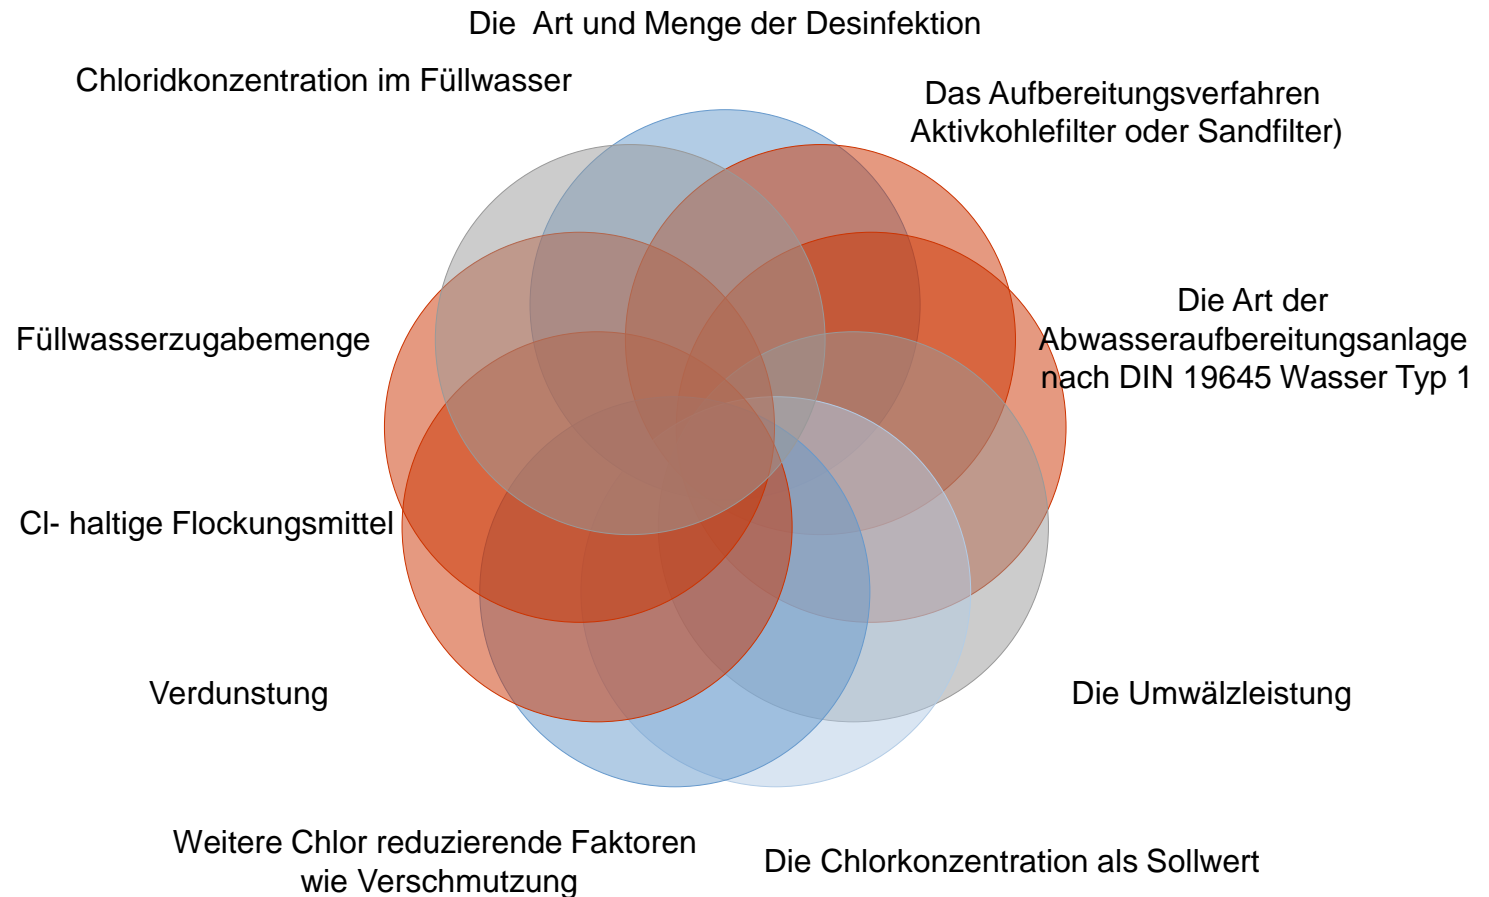 Die Art und Menge der Desinfektion
Chloridkonzentration im Füllwasser
Das Aufbereitungsverfahren
Aktivkohlefilter oder Sandfilter)
Die Art der
Abwasseraufbereitungsanlage
nach DIN 19645 Wasser Typ 1
Füllwasserzugabemenge
Cl- haltige Flockungsmittel
Verdunstung
Die Umwälzleistung
Weitere Chlor reduzierende Faktoren
wie Verschmutzung
Die Chlorkonzentration als Sollwert